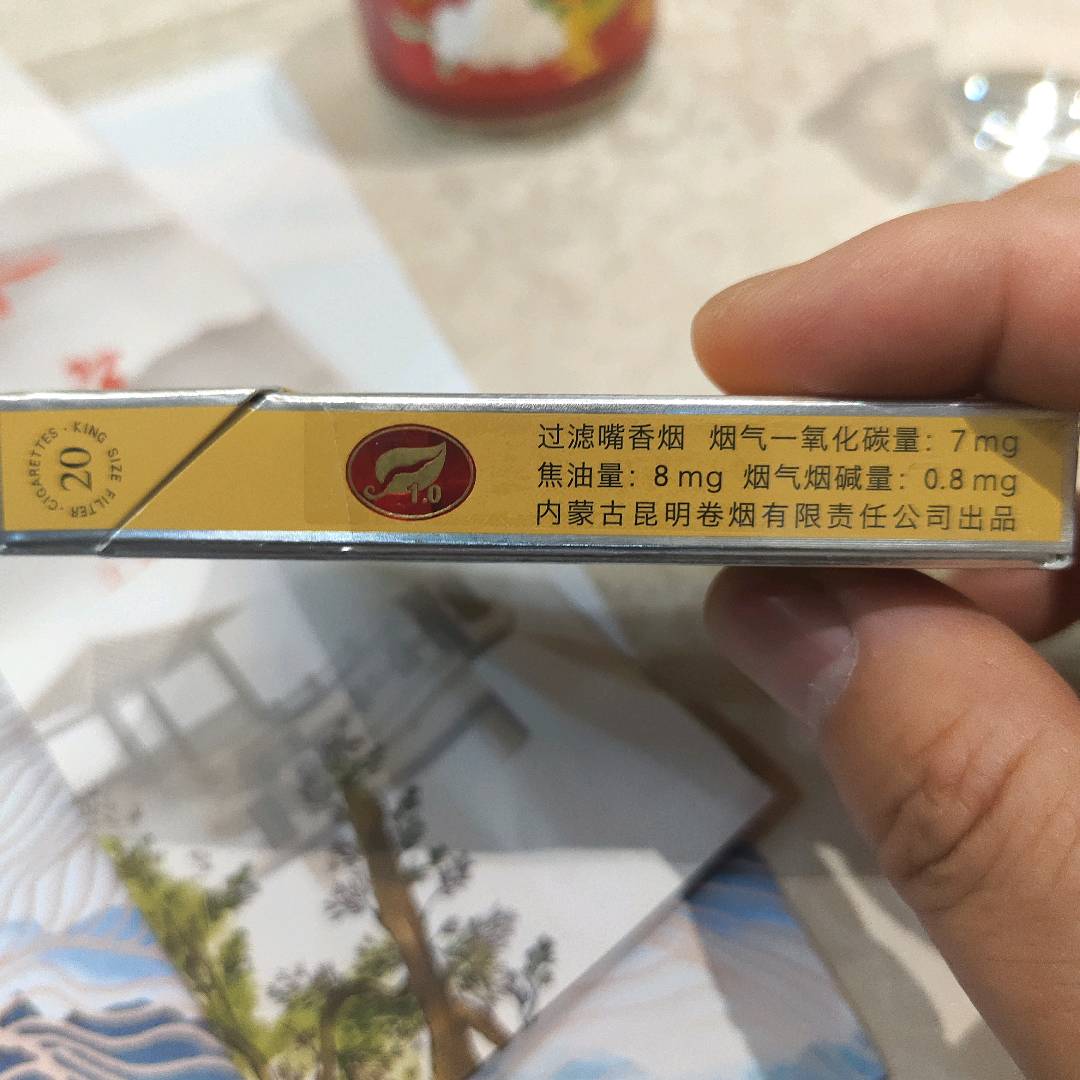 CIGARETTES · KING SIZE FILTER ·
20
1.0
过滤嘴香烟 烟气一氧化碳量：7mg
焦油量：8mg 烟气烟碱量：0.8mg
内蒙古昆明卷烟有限责任公司出品